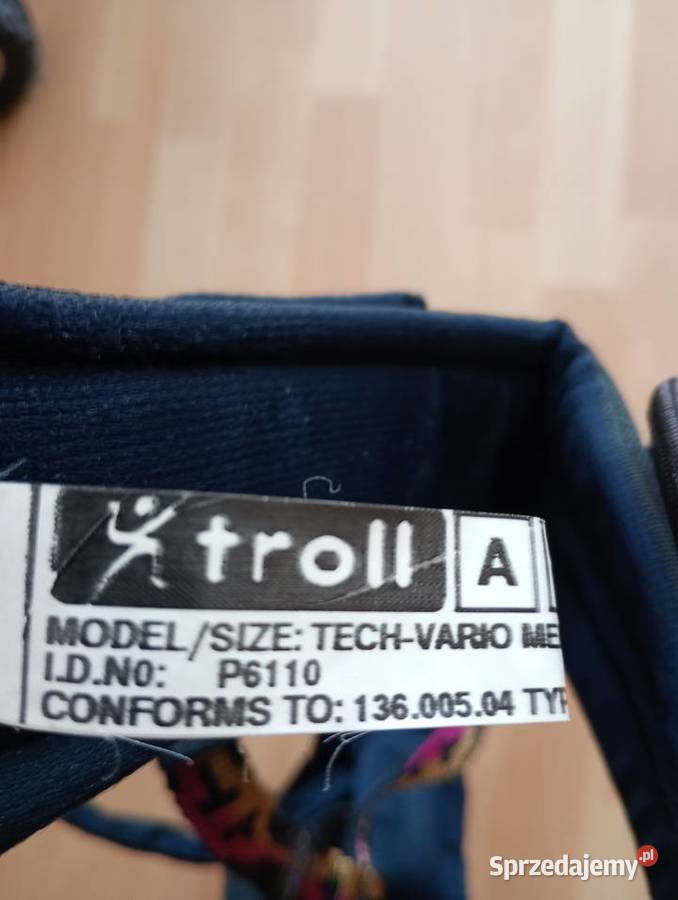 troll A
MODEL/SIZE: TECH-VARIO ME
I.D.NO: P6110
CONFORMS TO: 136.005.04 TYP
Sprzedajemy.pl